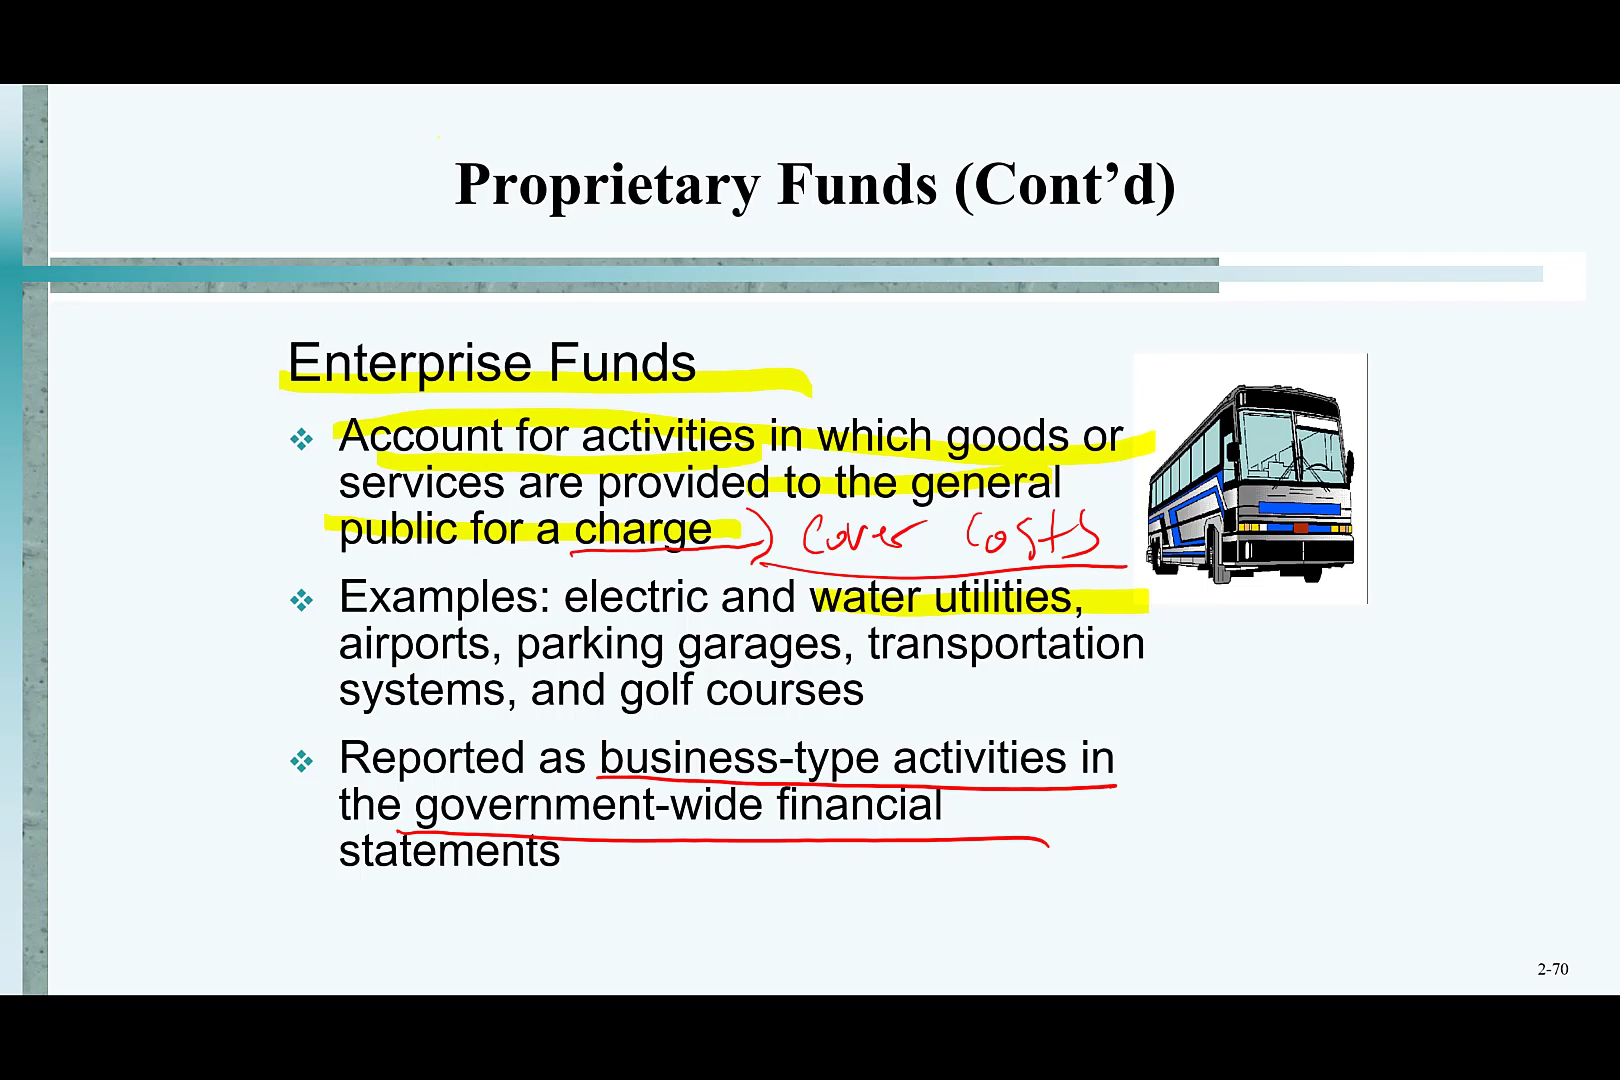 Proprietary Funds (Cont’d)
Enterprise Funds
Account for activities in which goods or
services are provided to the general
public for a charge cover costs
Examples: electric and water utilities,
airports, parking garages, transportation
systems, and golf courses
Reported as business-type activities in
the government-wide financial
statements
2-70